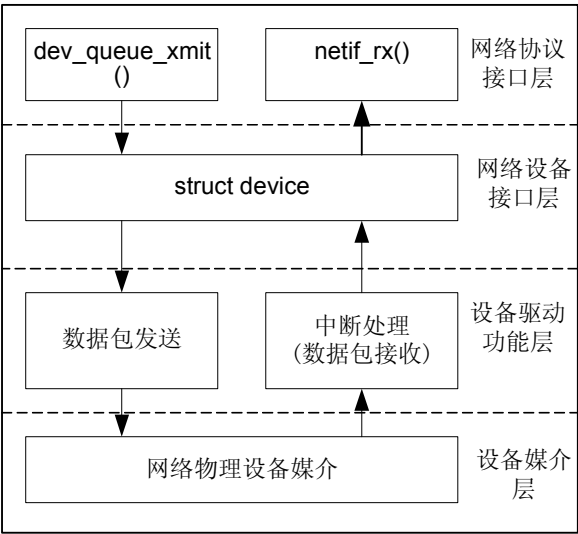 dev_queue_xmit
()
netif_rx()
网络协议
接口层
struct device
网络设备
接口层
数据包发送
中断处理
(数据包接收)
设备驱动
功能层
网络物理设备媒介
设备媒介
层